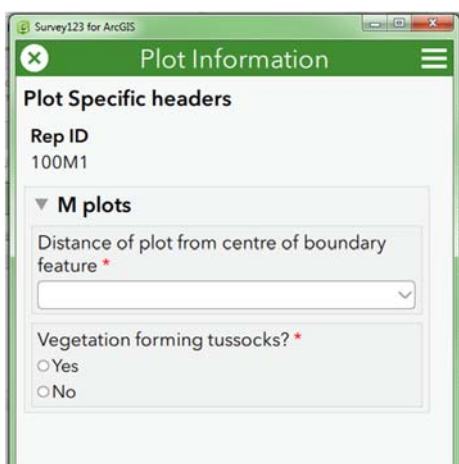 Survey123 for ArcGIS
Plot Information
Plot Specific headers
Rep ID
100M1
M plots
Distance of plot from centre of boundary
feature *
Vegetation forming tussocks? *
Yes
No